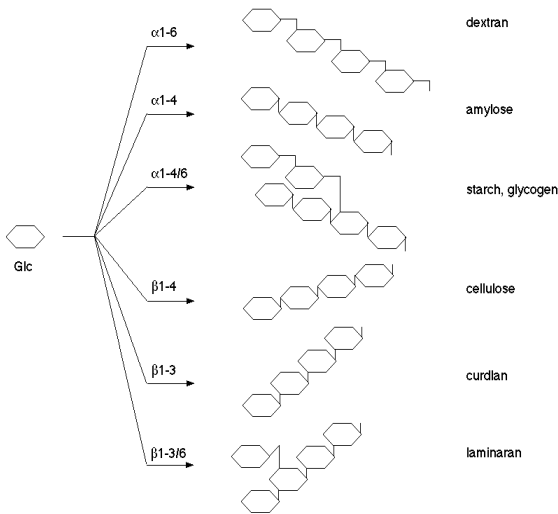 α1-6
dextran
α1-4
amylose
α1-4/6
starch, glycogen
Glc
β1-4
cellulose
β1-3
curdlan
β1-3/6
laminaran